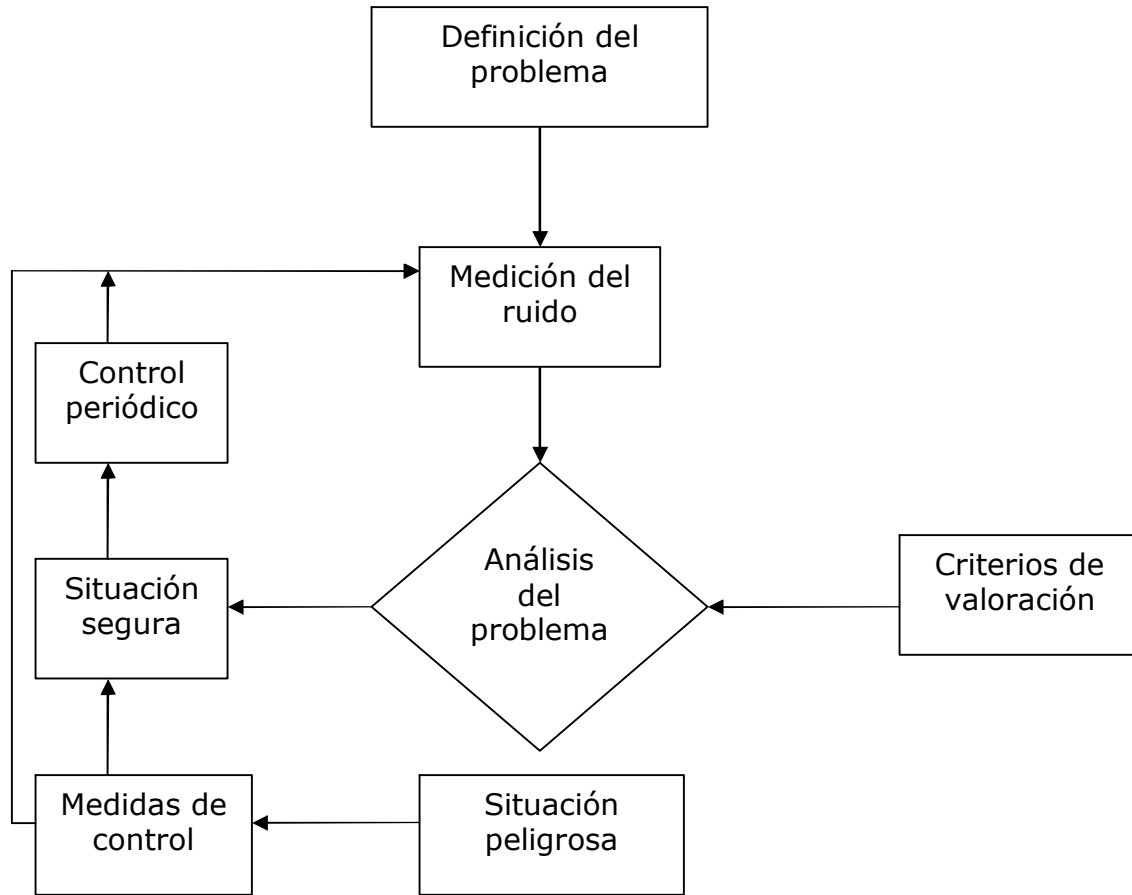 Definición del
problema
Medición del
ruido
Control
periódico
Análisis
del
problema
Criterios de
valoración
Situación
segura
Medidas de
control
Situación
peligrosa